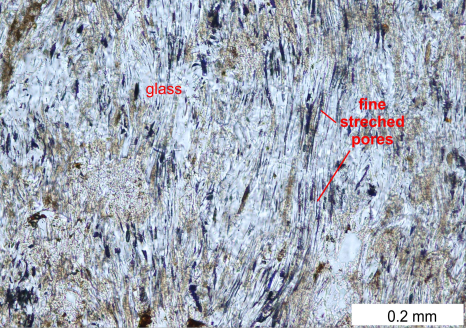 glass
fine
streched
pores
0.2 mm